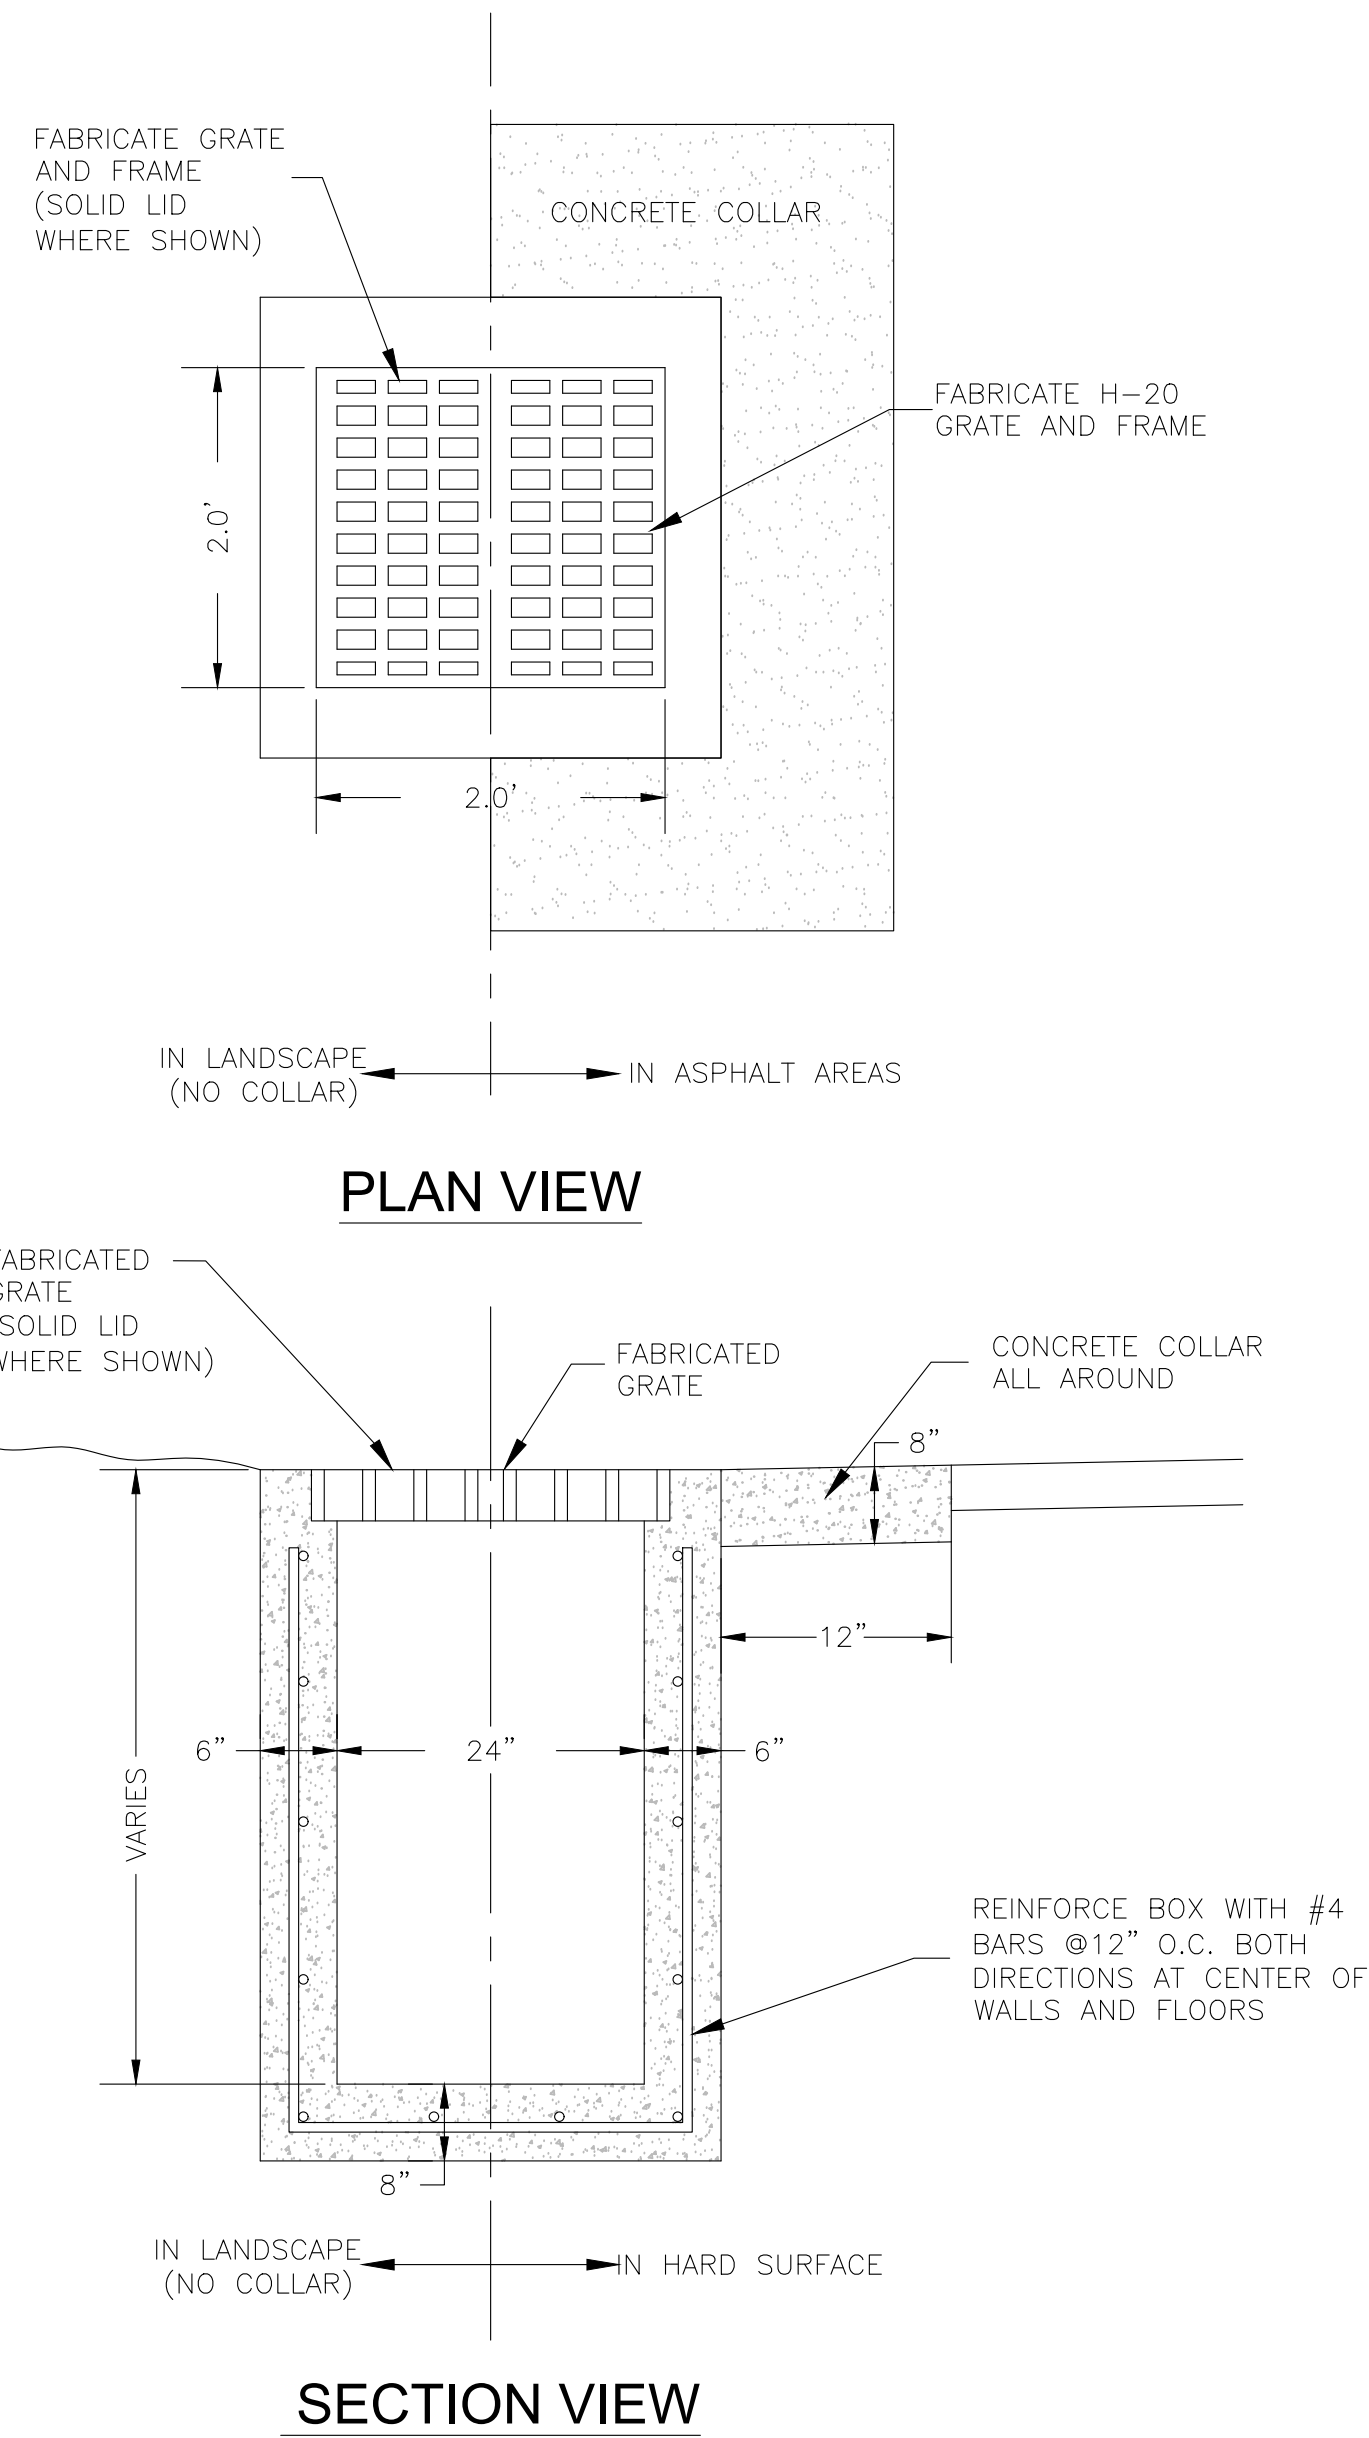 FABRICATE GRATE
AND FRAME
(SOLID LID
WHERE SHOWN)
CONCRETE COLLAR
FABRICATE H-20
GRATE AND FRAME
2.0'
2.0'
IN LANDSCAPE
(NO COLLAR)
IN ASPHALT AREAS
PLAN VIEW
FABRICATED
GRATE
(SOLID LID
WHERE SHOWN)
FABRICATED
GRATE
CONCRETE COLLAR
ALL AROUND
8"
12"
6"
24"
6"
VARIES
REINFORCE BOX WITH #4
BARS @12" O.C. BOTH
DIRECTIONS AT CENTER OF
WALLS AND FLOORS
8"
IN LANDSCAPE
(NO COLLAR)
IN HARD SURFACE
SECTION VIEW